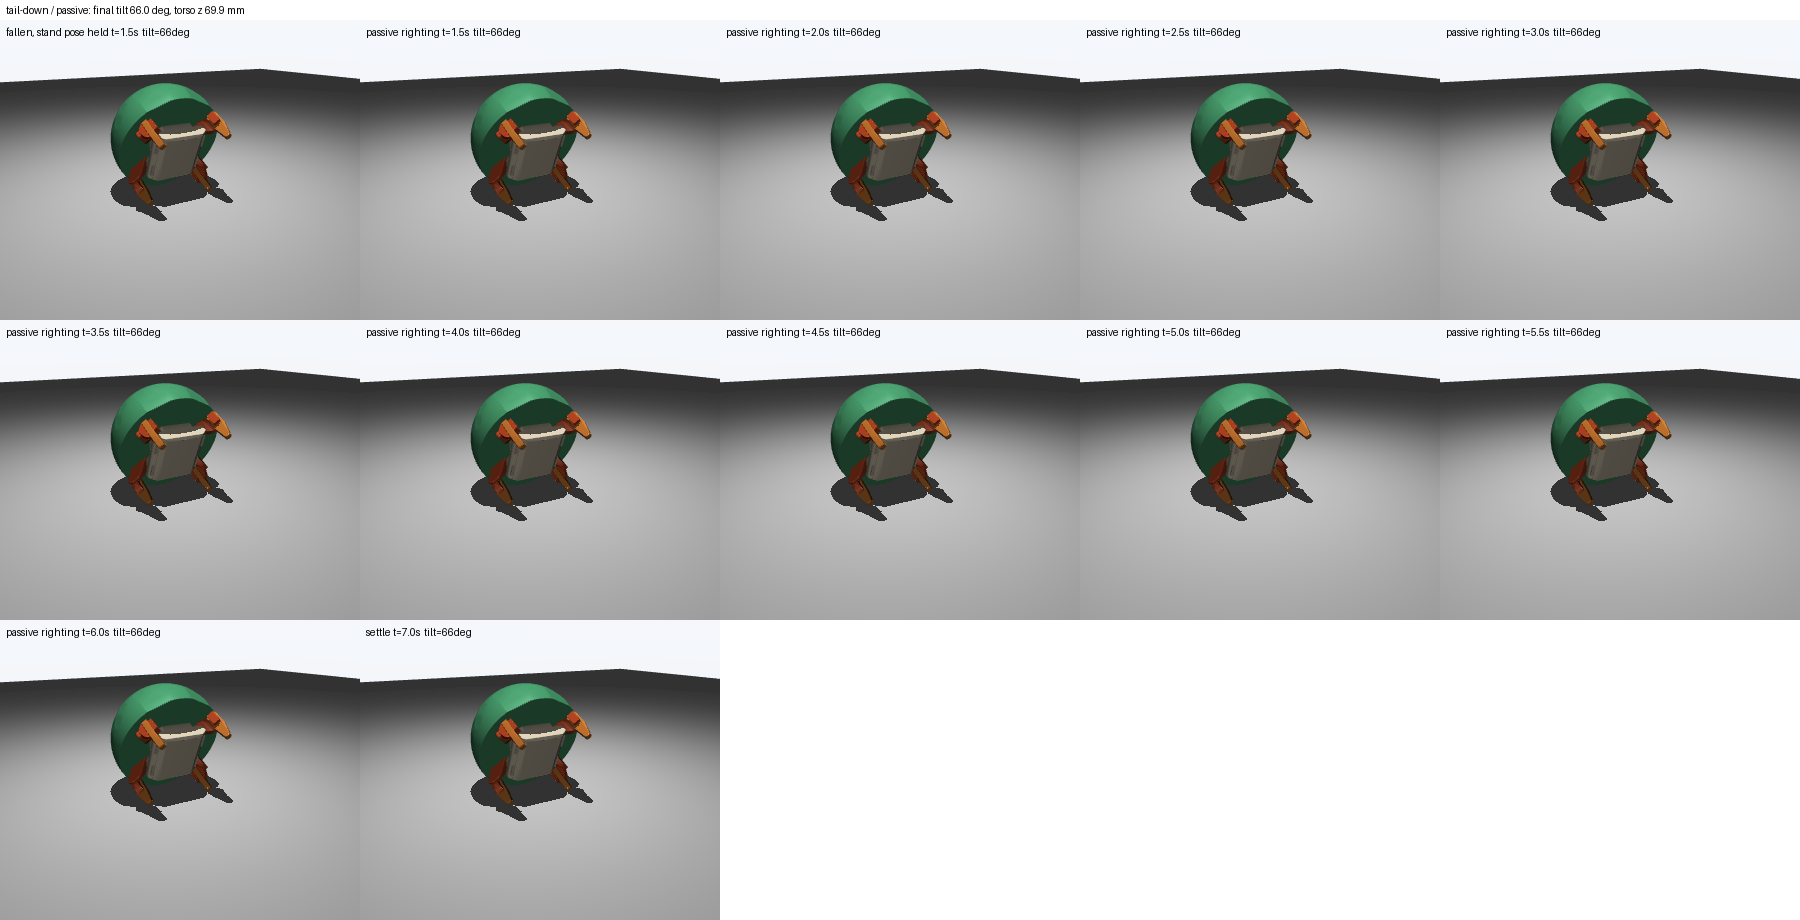 tail-down / passive: final tilt 66.0 deg, torso z 69.9 mm
fallen, stand pose held t=1.5s tilt=66deg
passive righting t=1.5s tilt=66deg
passive righting t=2.0s tilt=66deg
passive righting t=2.5s tilt=66deg
passive righting t=3.0s tilt=66deg
passive righting t=3.5s tilt=66deg
passive righting t=4.0s tilt=66deg
passive righting t=4.5s tilt=66deg
passive righting t=5.0s tilt=66deg
passive righting t=5.5s tilt=66deg
passive righting t=6.0s tilt=66deg
settle t=7.0s tilt=66deg